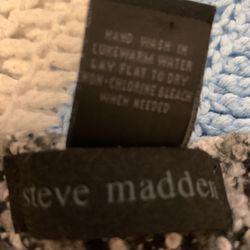 HAND WASH IN
LUKEWARM WATER
LAY FLAT TO DRY
NON-CHLORINE BLEACH
WHEN NEEDED
steve madden